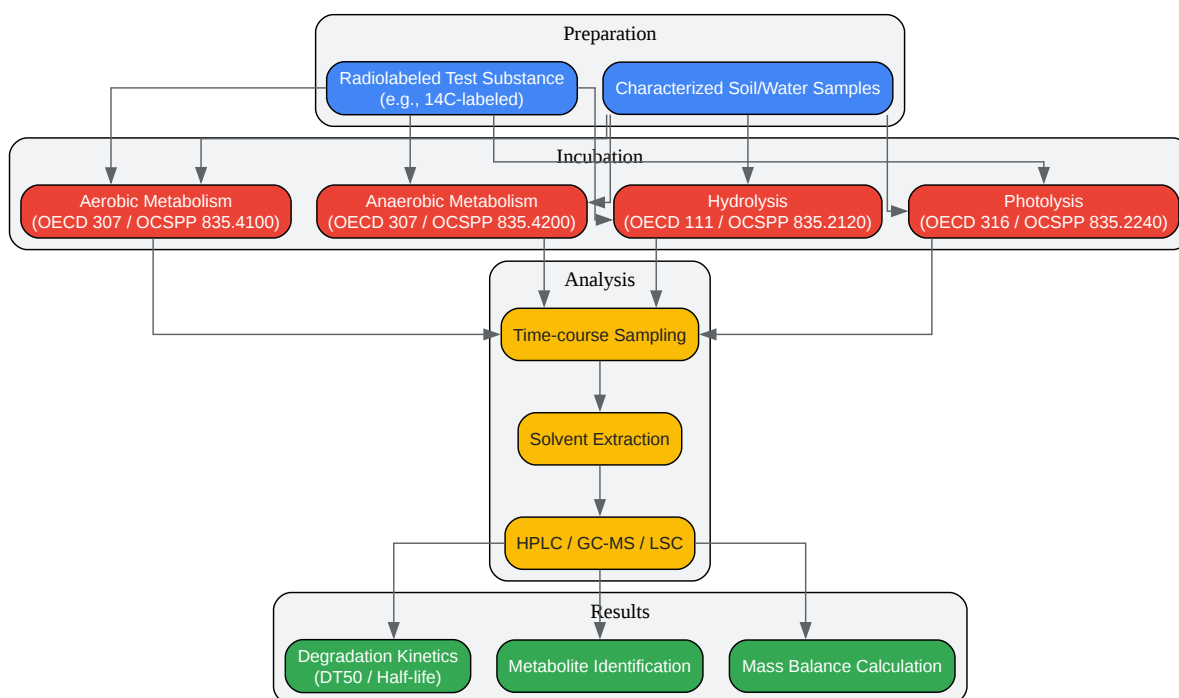 Preparation
Radiolabeled Test Substance
(e.g., 14C-labeled)
Characterized Soil/Water Samples
Incubation
Aerobic Metabolism
(OECD 307 / OCSPP 835.4100)
Anaerobic Metabolism
(OECD 307 / OCSPP 835.4200)
Hydrolysis
(OECD 111 / OCSPP 835.2120)
Photolysis
(OECD 316 / OCSPP 835.2240)
Analysis
Time-course Sampling
Solvent Extraction
HPLC / GC-MS / LSC
Results
Degradation Kinetics
(DT50 / Half-life)
Metabolite Identification
Mass Balance Calculation